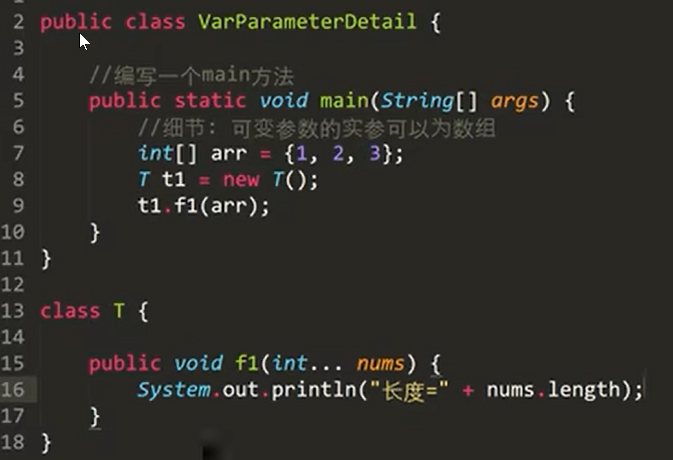 2 public class VarParameterDetail {
3
4 //编写一个main方法
5 public static void main(String[] args) {
6 //细节: 可变参数的实参可以为数组
7 int[] arr = {1, 2, 3};
8 T t1 = new T();
9 t1.f1(arr);
10 }
11 }
12
13 class T {
14
15 public void f1(int... nums) {
16 System.out.println("长度=" + nums.length);
17 }
18 }